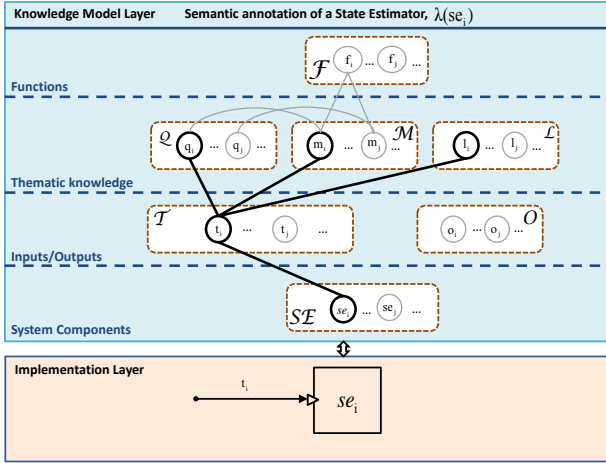 Knowledge Model Layer Semantic annotation of a State Estimator, λ(se_i)
ℱ f_i ... f_j ...
Functions
𝒬 q_i ... q_j ... m_i ... m_j ... ℳ l_i ... l_j ... ℒ
Thematic knowledge
𝒯 t_i ... t_j ... o_i ... o_j ... O
Inputs/Outputs
𝒮ℰ se_i ... se_j ...
System Components
Implementation Layer
t_i
se_i